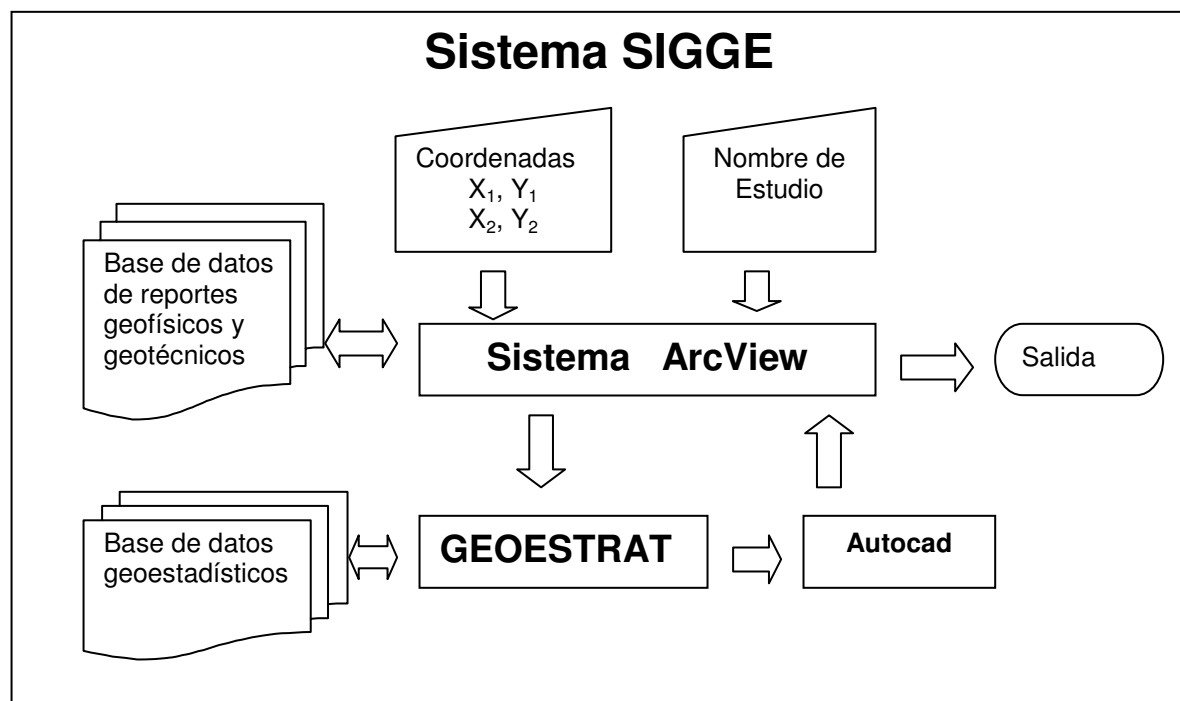 Sistema SIGGE
Coordenadas
X₁, Y₁
X₂, Y₂
Nombre de
Estudio
Base de datos
de reportes
geofísicos y
geotécnicos
Sistema ArcView
Salida
Base de datos
geoestadísticos
GEOESTRAT
Autocad